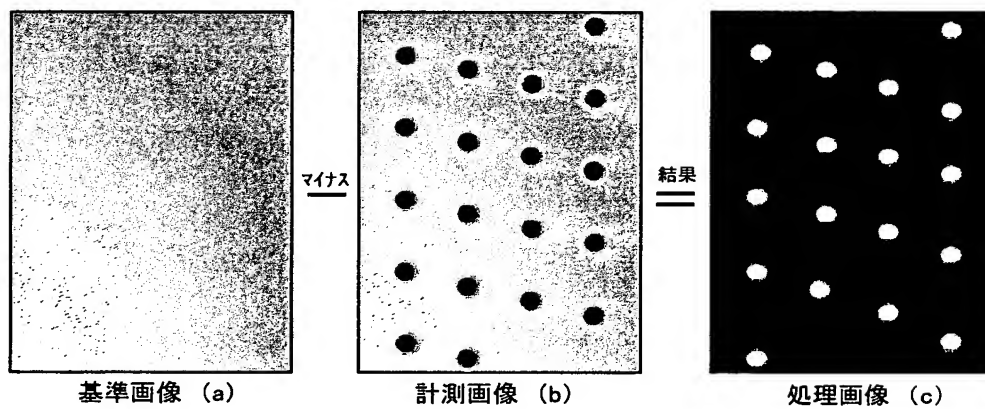 マイナス
結果
基準画像 (a)
計測画像 (b)
処理画像 (c)